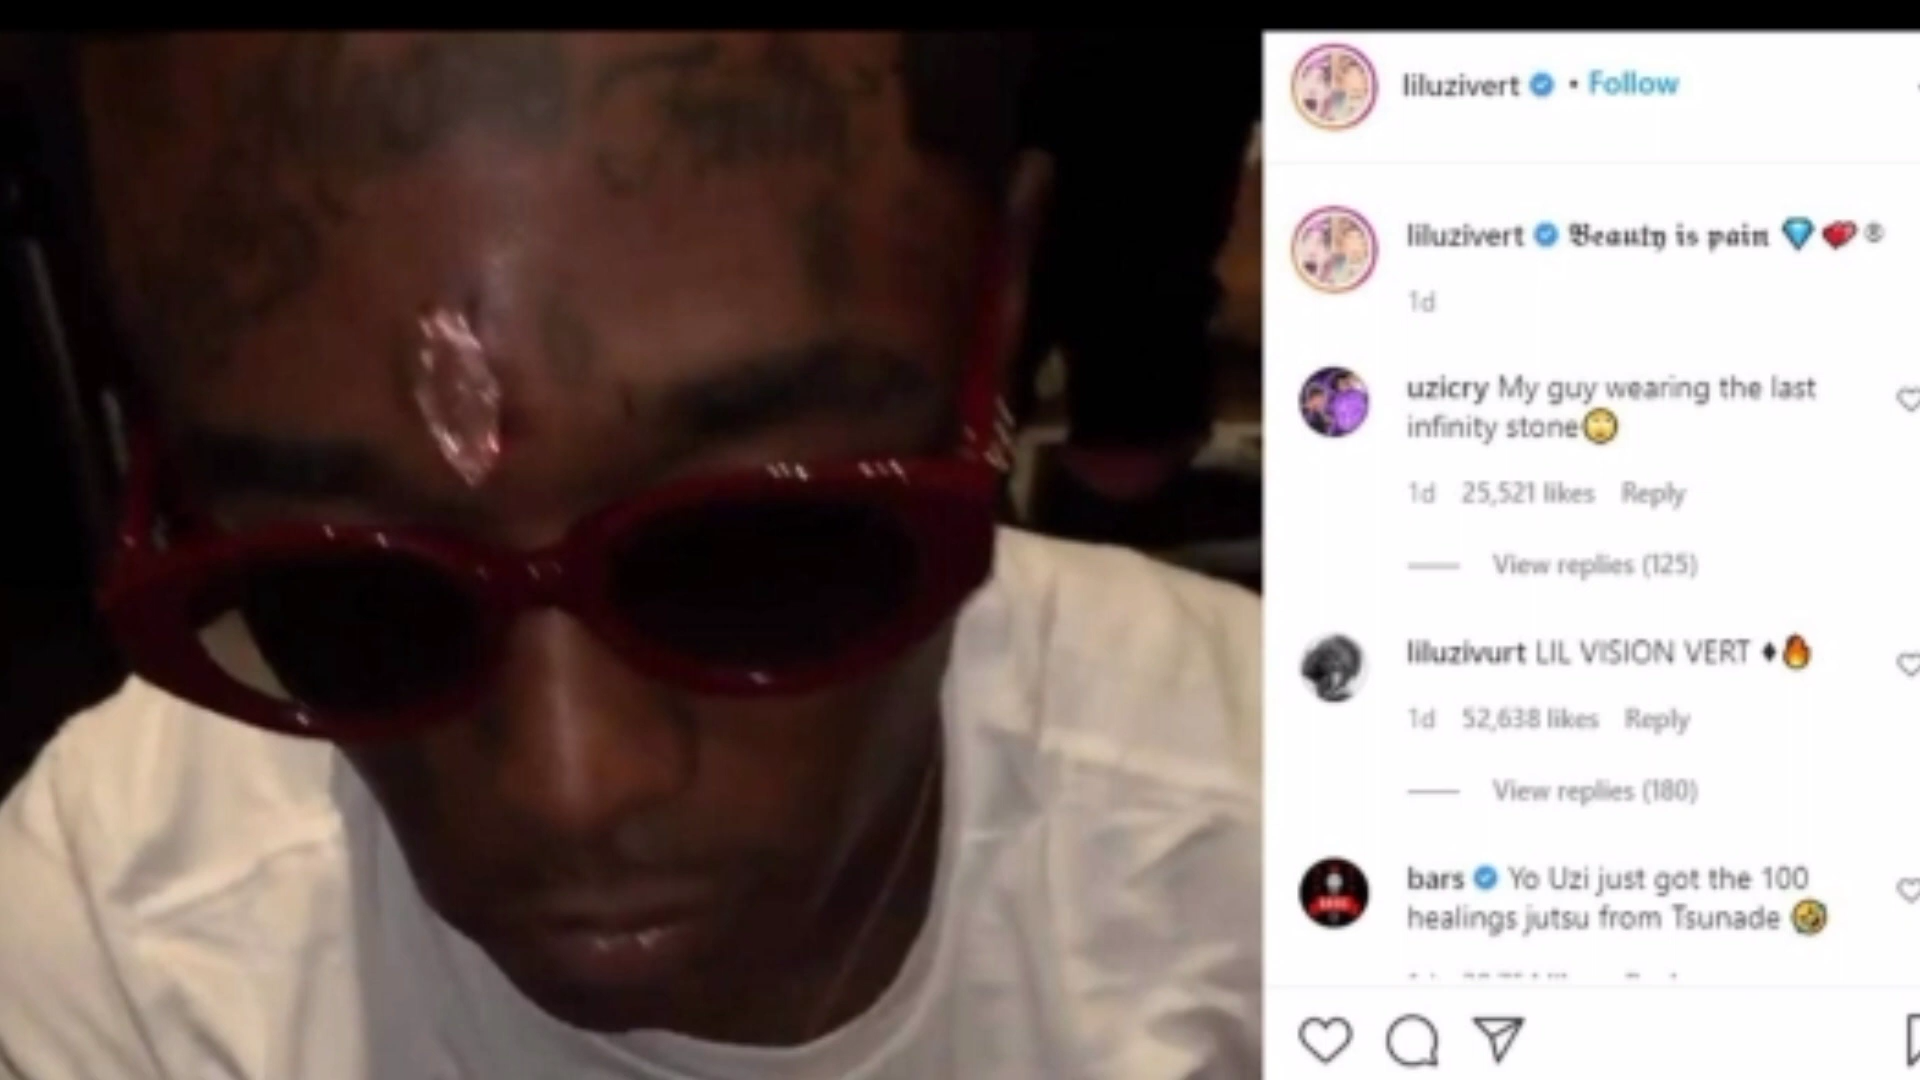 liluzivert • Follow
liluzivert 𝕭𝖊𝖆𝖚𝖙𝖞 𝖎𝖘 𝖕𝖆𝖎𝖓 💎💕®
1d
uzicry My guy wearing the last
infinity stone🙄
1d 25,521 likes Reply
View replies (125)
liluzivurt LIL VISION VERT ♦️🔥
1d 52,638 likes Reply
View replies (180)
bars Yo Uzi just got the 100
healings jutsu from Tsunade 🤣